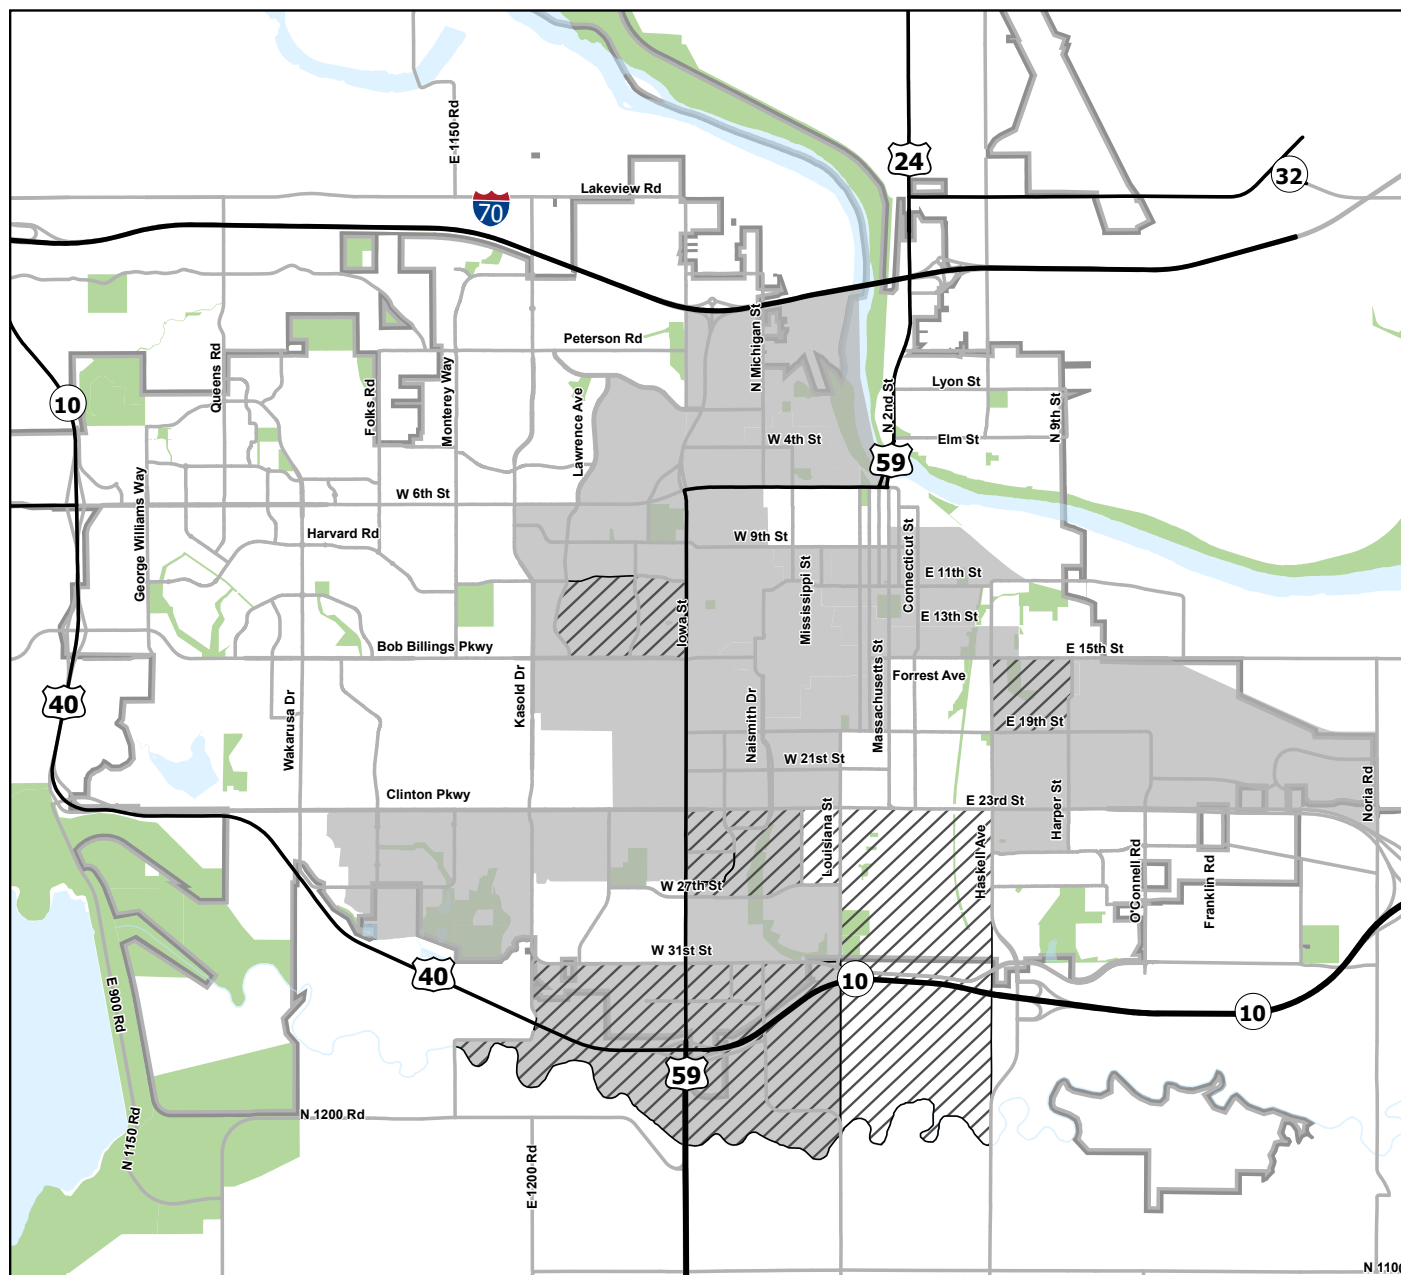 E 1150 Rd
24
32
Lakeview Rd
70
N Michigan St
Peterson Rd
Queens Rd
Folks Rd
Monterey Way
Lawrence Ave
Lyon St
N 2nd St
N 9th St
10
W 4th St
Elm St
59
George Williams Way
W 6th St
Harvard Rd
W 9th St
Connecticut St
Mississippi St
E 11th St
Iowa St
E 13th St
Bob Billings Pkwy
E 15th St
Massachusetts St
Forrest Ave
40
Wakarusa Dr
Kasold Dr
Naismith Dr
E 19th St
W 21st St
Clinton Pkwy
E 23rd St
Noria Rd
Harper St
Louisiana St
Haskell Ave
O'Connell Rd
Franklin Rd
W 27th St
W 31st St
40
10
E 900 Rd
10
59
N 1200 Rd
N 1150 Rd
E 1200 Rd
N 110